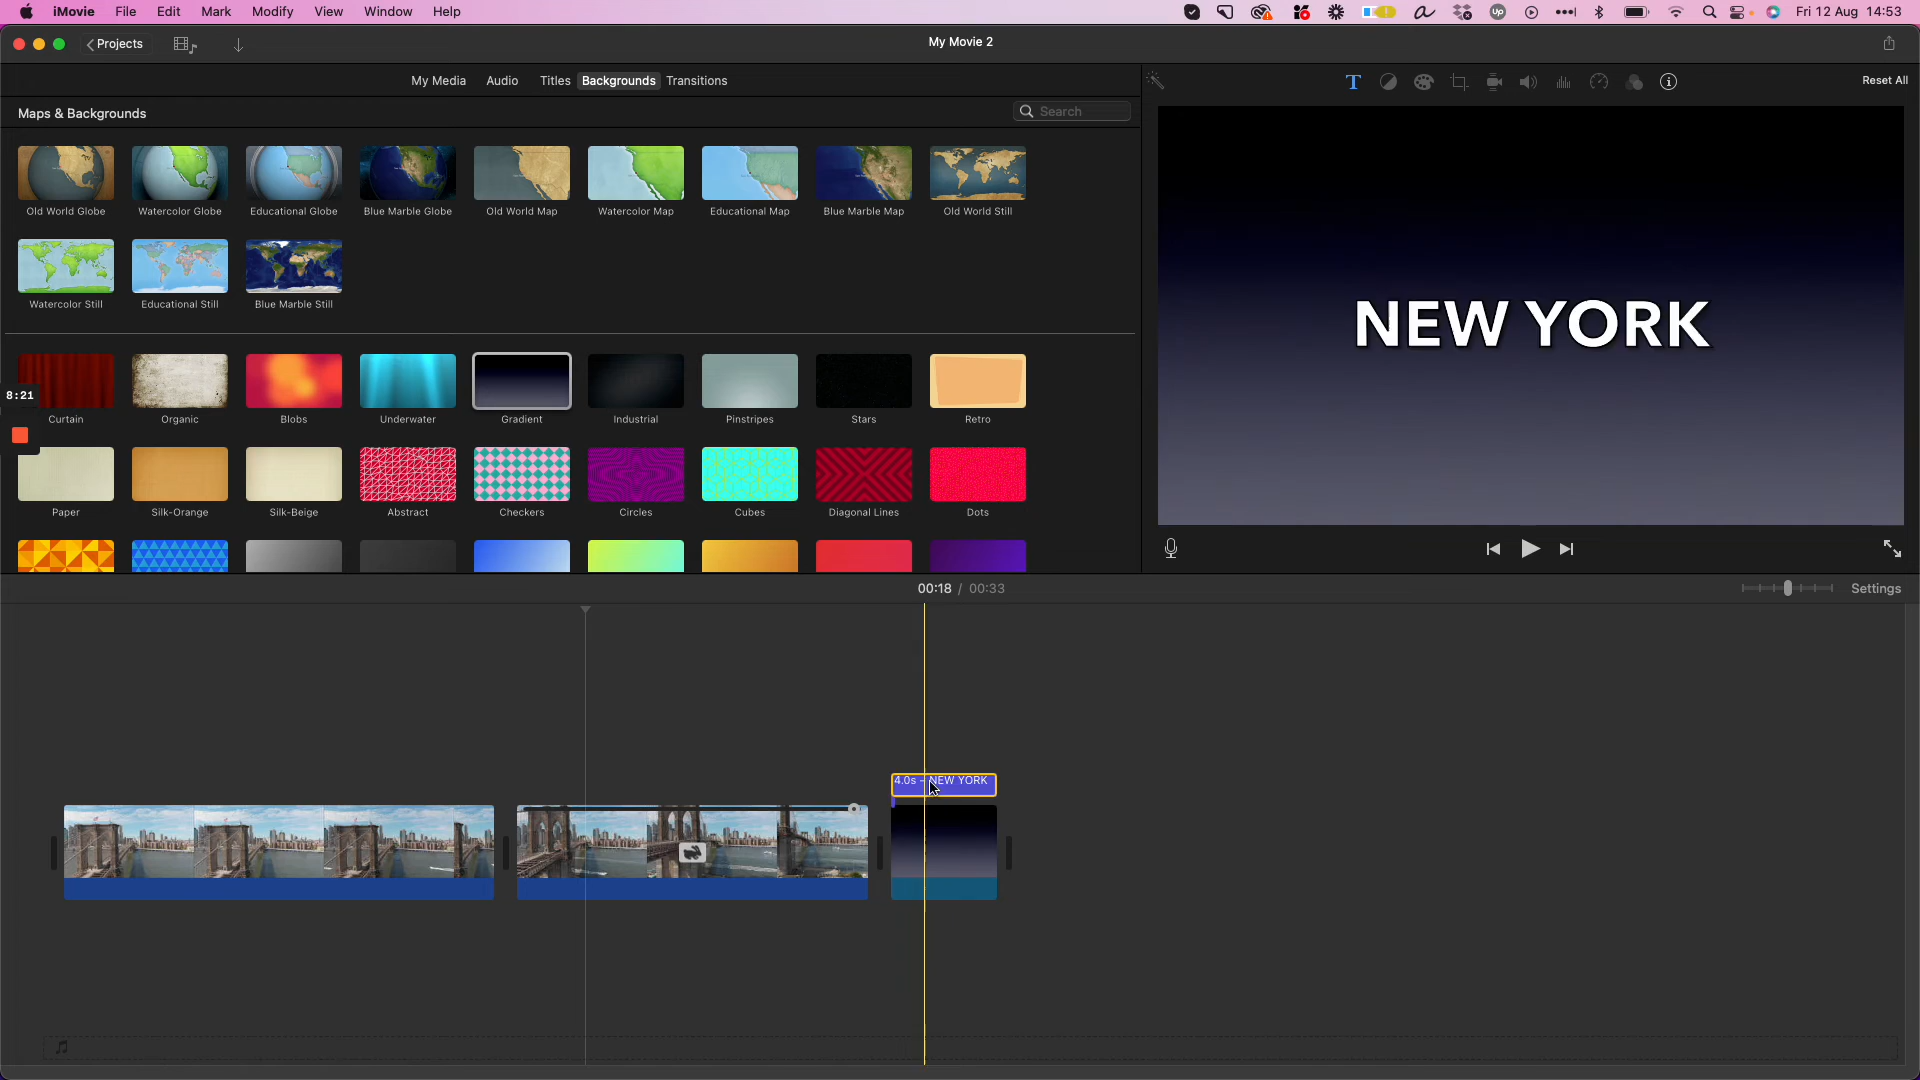 iMovie File Edit Mark Modify View Window Help Fri 12 Aug 14:53
Projects My Movie 2
My Media Audio Titles Backgrounds Transitions Reset All
Maps & Backgrounds Search
Old World Globe Watercolor Globe Educational Globe Blue Marble Globe Old World Map Watercolor Map Educational Map Blue Marble Map Old World Still
Watercolor Still Educational Still Blue Marble Still
NEW YORK
8:21
Curtain Organic Blobs Underwater Gradient Industrial Pinstripes Stars Retro
Paper Silk-Orange Silk-Beige Abstract Checkers Circles Cubes Diagonal Lines Dots
00:18 / 00:33 Settings
4.0s – NEW YORK